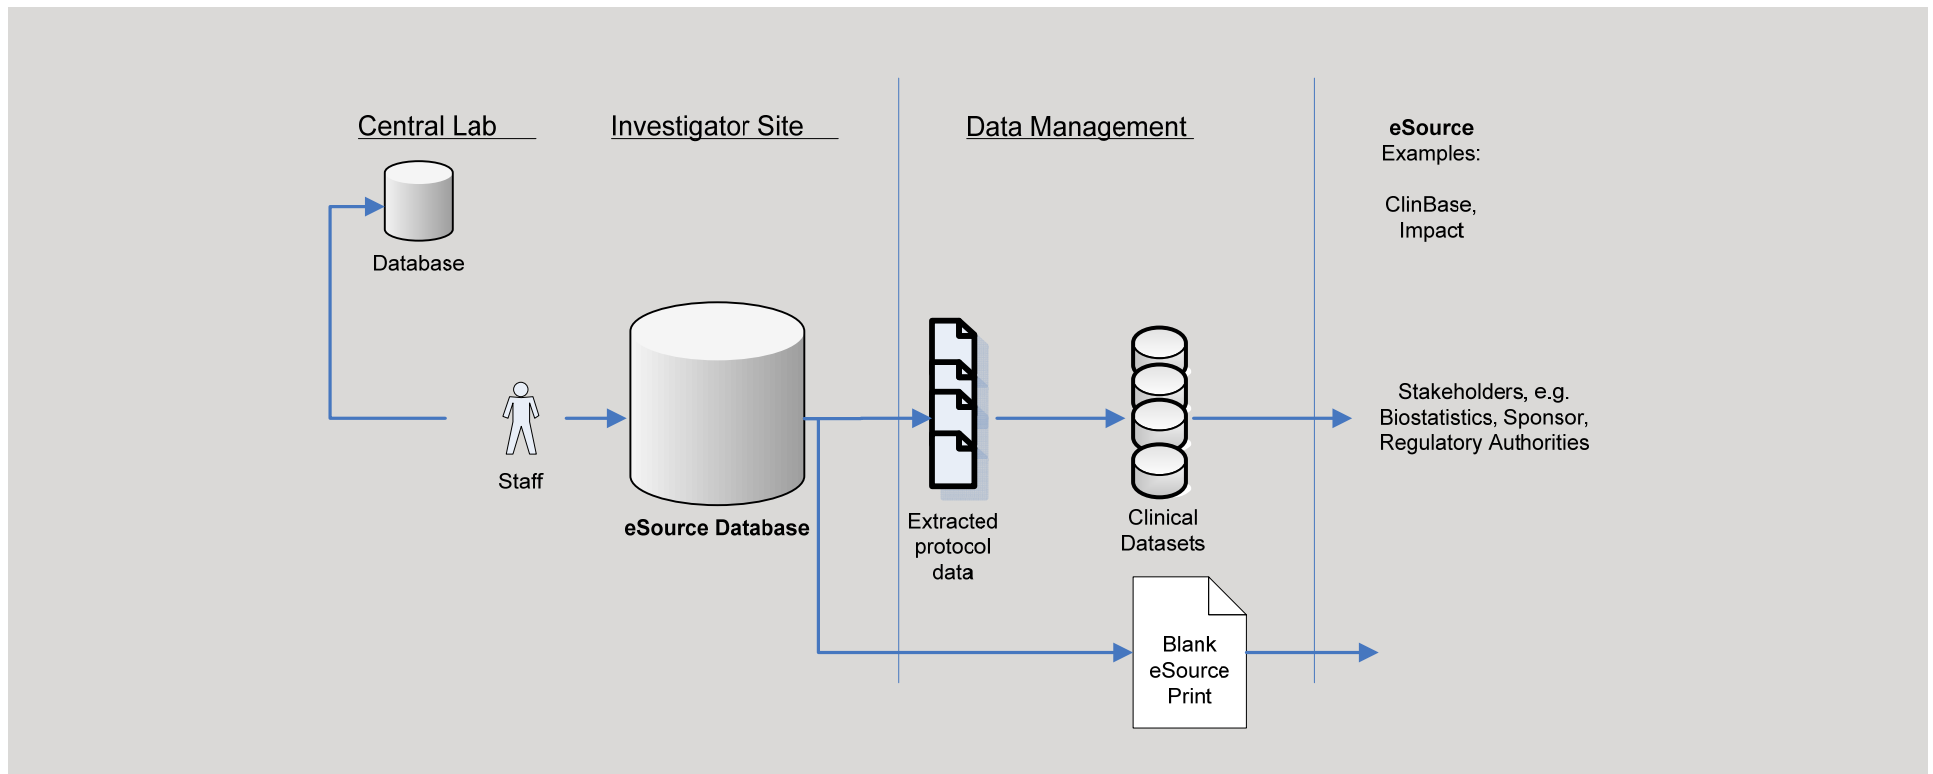 Central Lab
Investigator Site
Data Management
eSource
Examples:
ClinBase,
Impact
Database
Staff
eSource Database
Extracted
protocol
data
Clinical
Datasets
Stakeholders, e.g.
Biostatistics, Sponsor,
Regulatory Authorities
Blank
eSource
Print